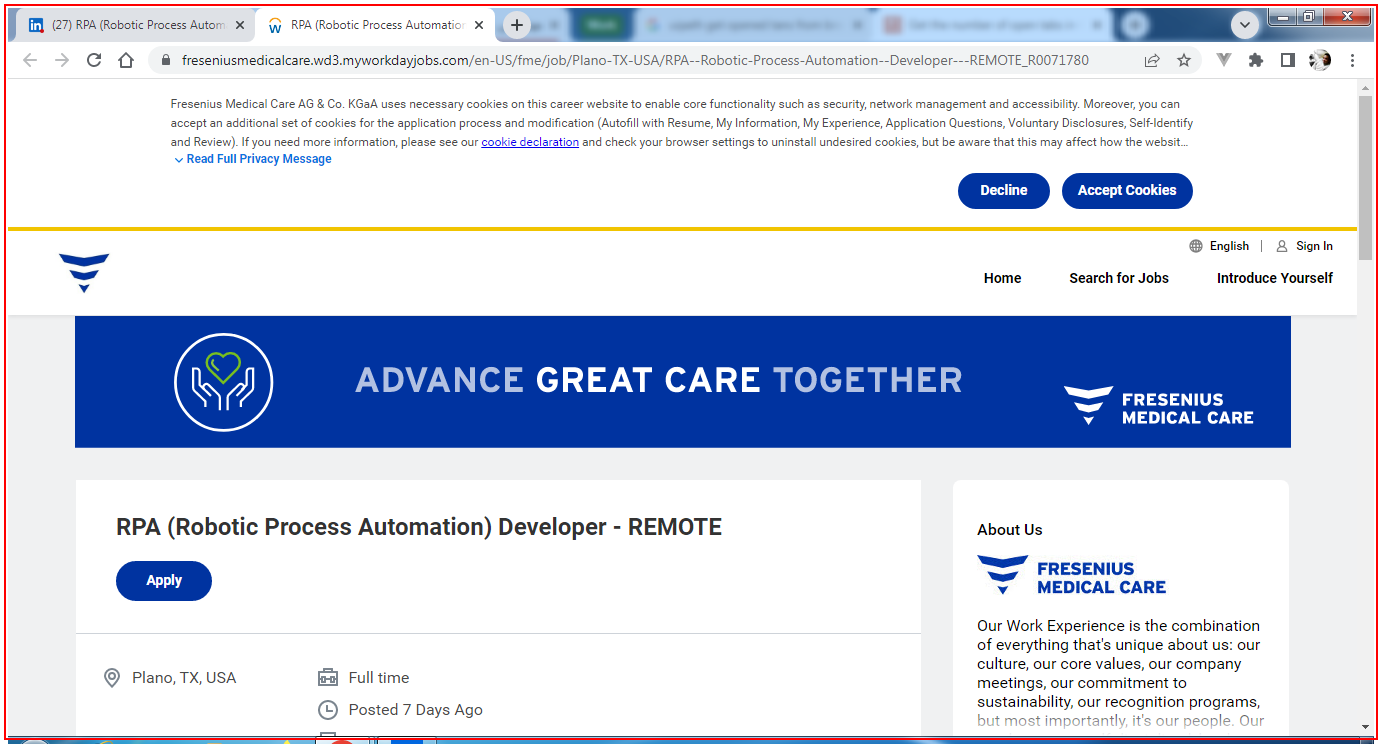 (27) RPA (Robotic Process Autom
RPA (Robotic Process Automation
freseniusmedicalcare.wd3.myworkdayjobs.com/en-US/fme/job/Plano-TX-USA/RPA--Robotic-Process-Automation--Developer---REMOTE_R0071780
Fresenius Medical Care AG & Co. KGaA uses necessary cookies on this career website to enable core functionality such as security, network management and accessibility. Moreover, you can
accept an additional set of cookies for the application process and modification (Autofill with Resume, My Information, My Experience, Application Questions, Voluntary Disclosures, Self-Identify
and Review). If you need more information, please see our cookie declaration and check your browser settings to uninstall undesired cookies, but be aware that this may affect how the websit...
Read Full Privacy Message
Decline
Accept Cookies
English | Sign In
Home
Search for Jobs
Introduce Yourself
ADVANCE GREAT CARE TOGETHER
FRESENIUS
MEDICAL CARE
RPA (Robotic Process Automation) Developer - REMOTE
Apply
Plano, TX, USA
Full time
Posted 7 Days Ago
About Us
FRESENIUS
MEDICAL CARE
Our Work Experience is the combination
of everything that's unique about us: our
culture, our core values, our company
meetings, our commitment to
sustainability, our recognition programs,
but most importantly, it's our people. Our